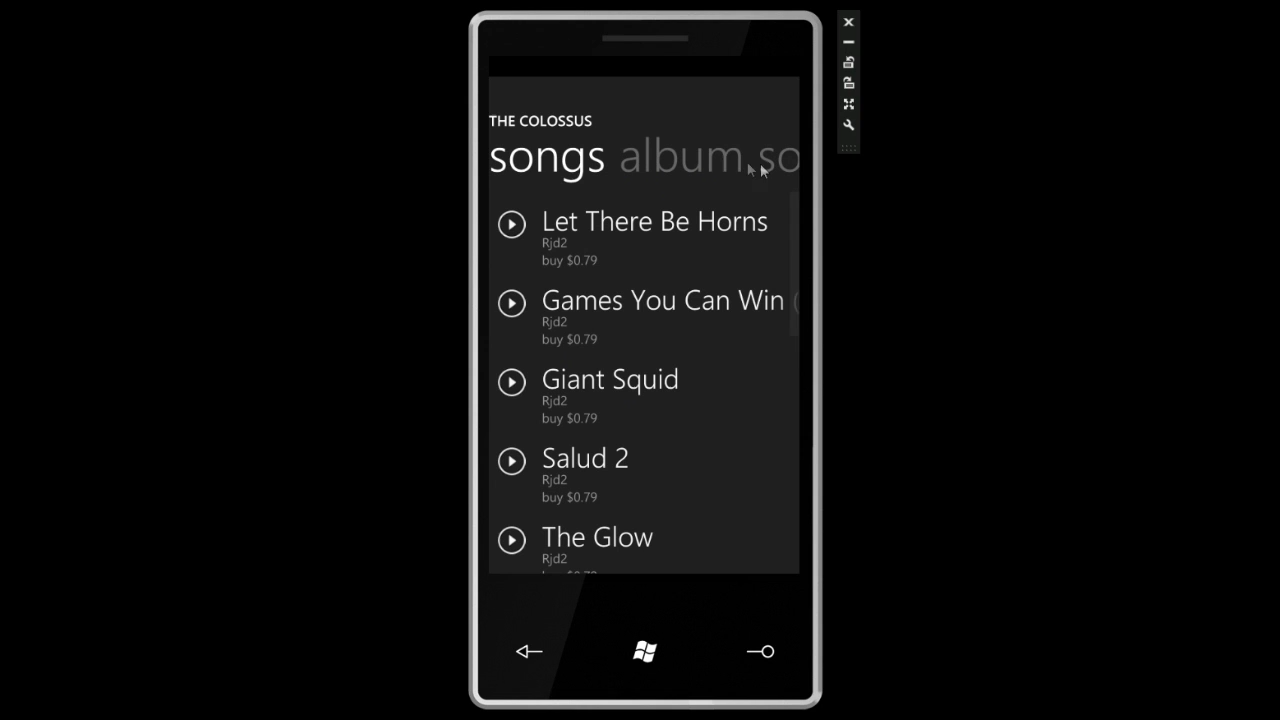 THE COLOSSUS
songs album so
Let There Be Horns
Rjd2
buy $0.79
Games You Can Win
Rjd2
buy $0.79
Giant Squid
Rjd2
buy $0.79
Salud 2
Rjd2
buy $0.79
The Glow
Rjd2